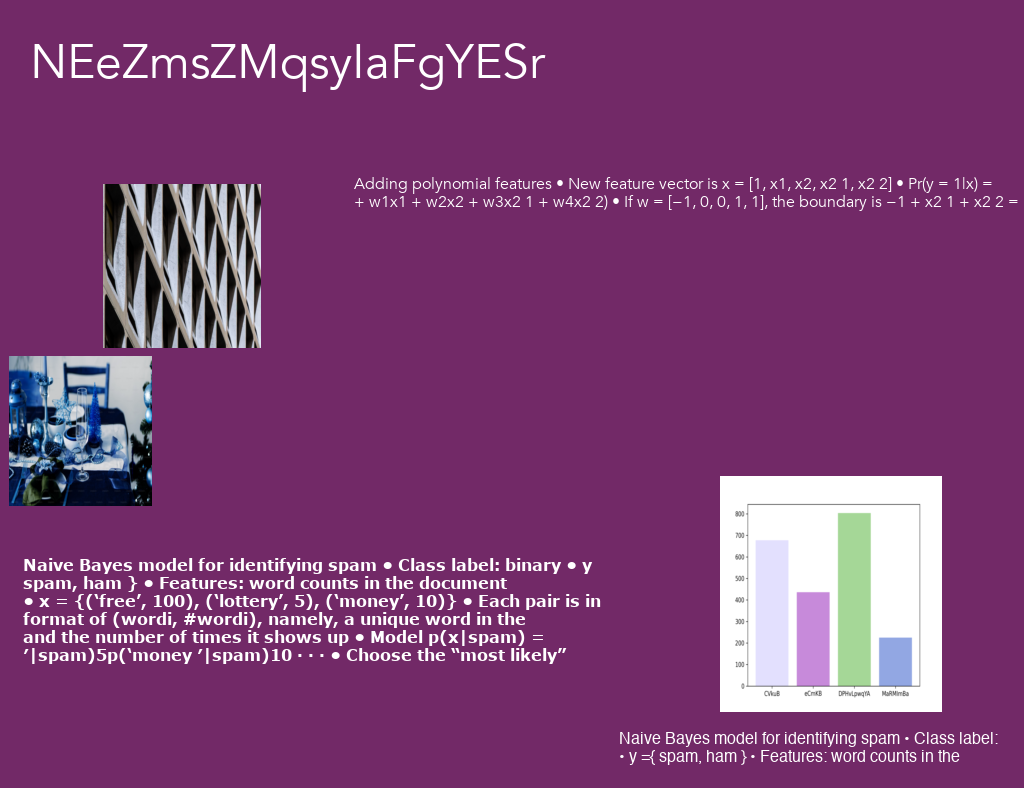 NEeZmsZMqsylaFgYESr
Adding polynomial features • New feature vector is x = [1, x1, x2, x2 1, x2 2] • Pr(y = 1|x) =
+ w1x1 + w2x2 + w3x2 1 + w4x2 2) • If w = [−1, 0, 0, 1, 1], the boundary is −1 + x2 1 + x2 2 =
Naive Bayes model for identifying spam • Class label: binary • y
spam, ham } • Features: word counts in the document
• x = {(‘free’, 100), (‘lottery’, 5), (‘money’, 10)} • Each pair is in
format of (wordi, #wordi), namely, a unique word in the
and the number of times it shows up • Model p(x|spam) =
’|spam)5p(‘money ’|spam)10 · · · • Choose the “most likely”
800
700
600
500
400
300
200
100
0
CVkuB eCmKB DPHvLpwqYA MaRMImBa
Naive Bayes model for identifying spam • Class label:
• y ={ spam, ham } • Features: word counts in the